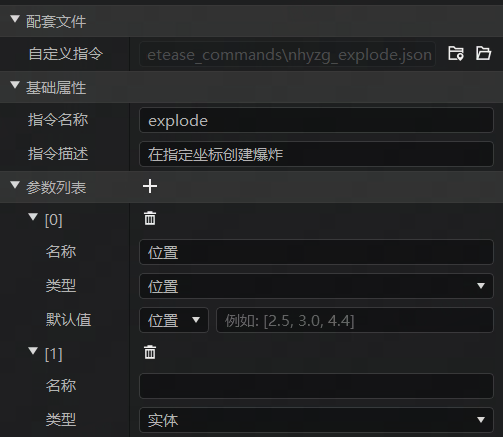 配套文件
自定义指令 etease_commands\nhyzg_explode.json
基础属性
指令名称 explode
指令描述 在指定坐标创建爆炸
参数列表 +
[0]
名称 位置
类型 位置
默认值 位置 例如: [2.5, 3.0, 4.4]
[1]
名称
类型 实体